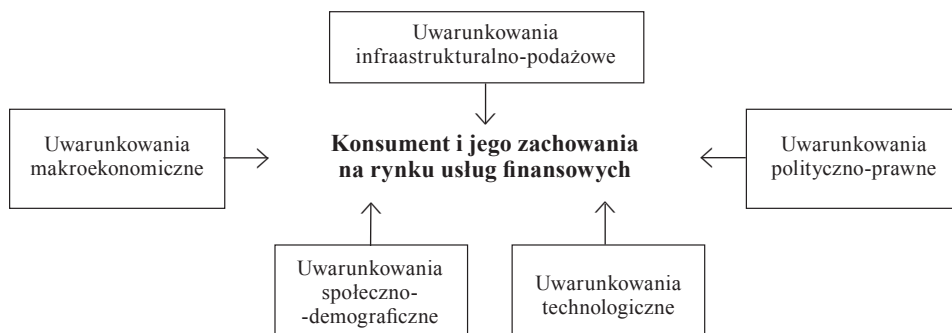 Uwarunkowania
infraastrukturalno-podażowe
Uwarunkowania
makroekonomiczne
Konsument i jego zachowania
na rynku usług finansowych
Uwarunkowania
polityczno-prawne
Uwarunkowania
społeczno-
-demograficzne
Uwarunkowania
technologiczne